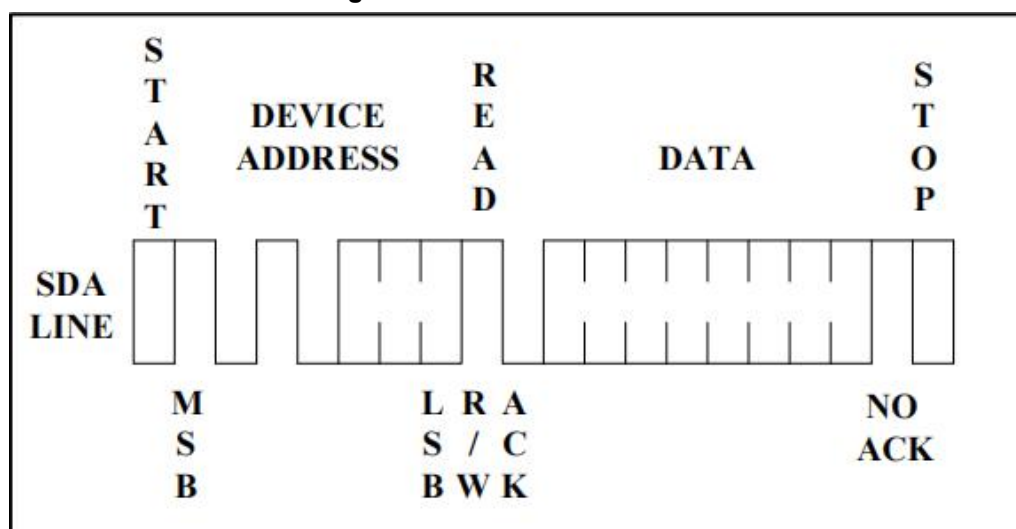 START
DEVICE
ADDRESS
READ
DATA
STOP
SDA
LINE
MSB
LSB
R/W
ACK
NO
ACK